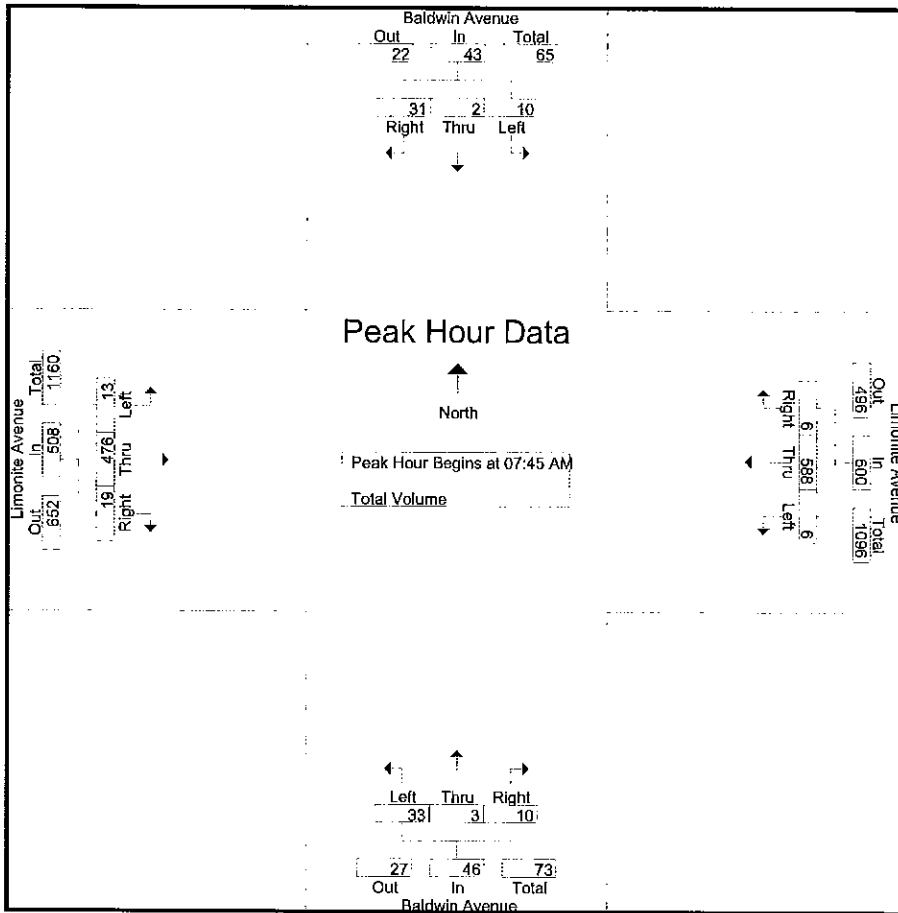 Baldwin Avenue
Out In Total
22 43 65
31 2 10
Right Thru Left
Peak Hour Data
North
Peak Hour Begins at 07:45 AM
Total Volume
Limonite Avenue
Out In Total
652 508 1160
19 476 13
Right Thru Left
Limonite Avenue
Out In Total
496 600 1096
Right Thru Left
6 588 6
Left Thru Right
33 3 10
27 46 73
Out In Total
Baldwin Avenue